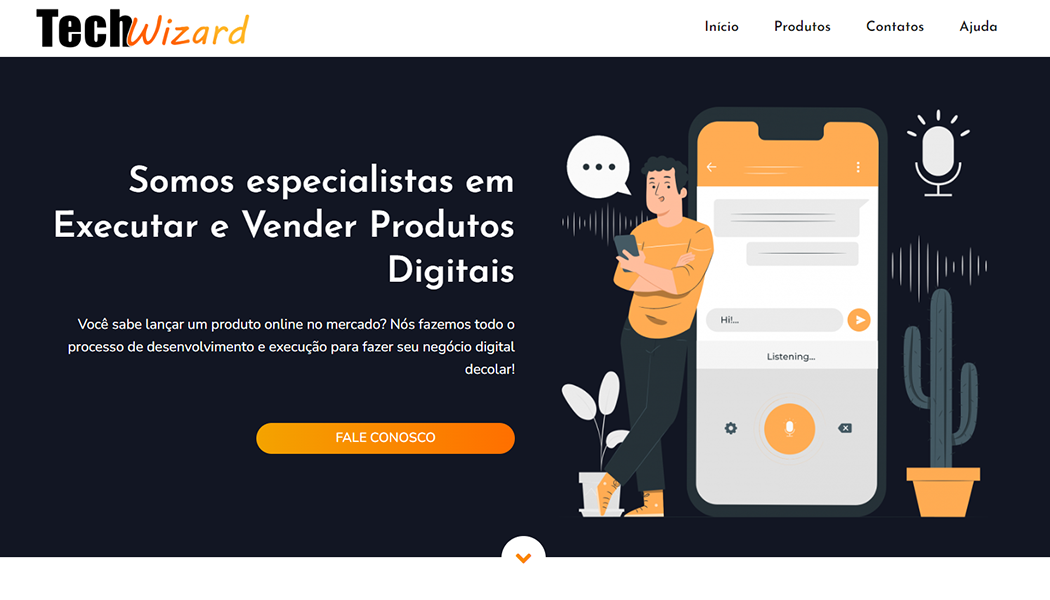 TechWizard
Inicio Produtos Contatos Ajuda
Somos especialistas em
Executar e Vender Produtos
Digitais
Você sabe lançar um produto online no mercado? Nós fazemos todo o
processo de desenvolvimento e execução para fazer seu negócio digital
decolar!
FALE CONOSCO
Hi!...
Listening...